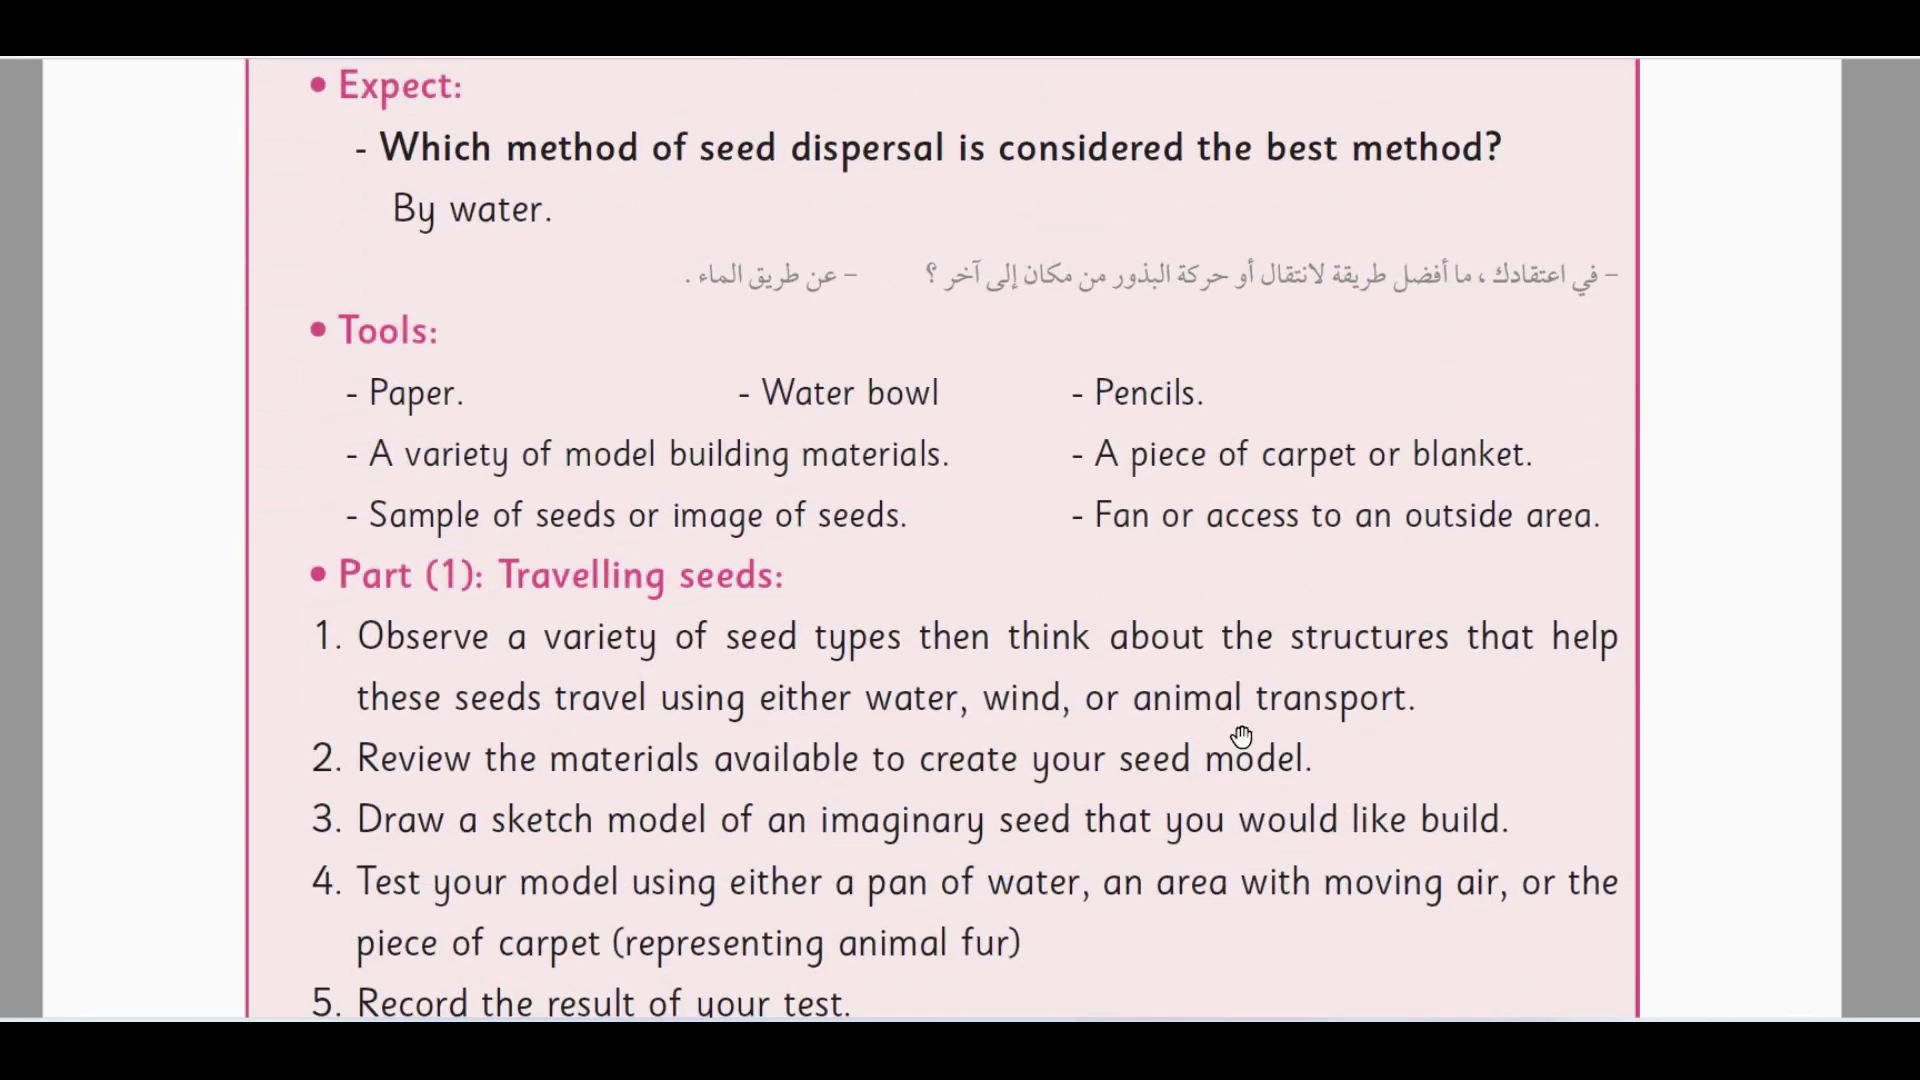 • Expect:
- Which method of seed dispersal is considered the best method?
By water.
- في اعتقادك ، ما أفضل طريقة لانتقال أو حركة البذور من مكان إلى آخر ؟ - عن طريق الماء .
• Tools:
- Paper. - Water bowl - Pencils.
- A variety of model building materials. - A piece of carpet or blanket.
- Sample of seeds or image of seeds. - Fan or access to an outside area.
• Part (1): Travelling seeds:
1. Observe a variety of seed types then think about the structures that help
these seeds travel using either water, wind, or animal transport.
2. Review the materials available to create your seed model.
3. Draw a sketch model of an imaginary seed that you would like build.
4. Test your model using either a pan of water, an area with moving air, or the
piece of carpet (representing animal fur)
5. Record the result of your test.